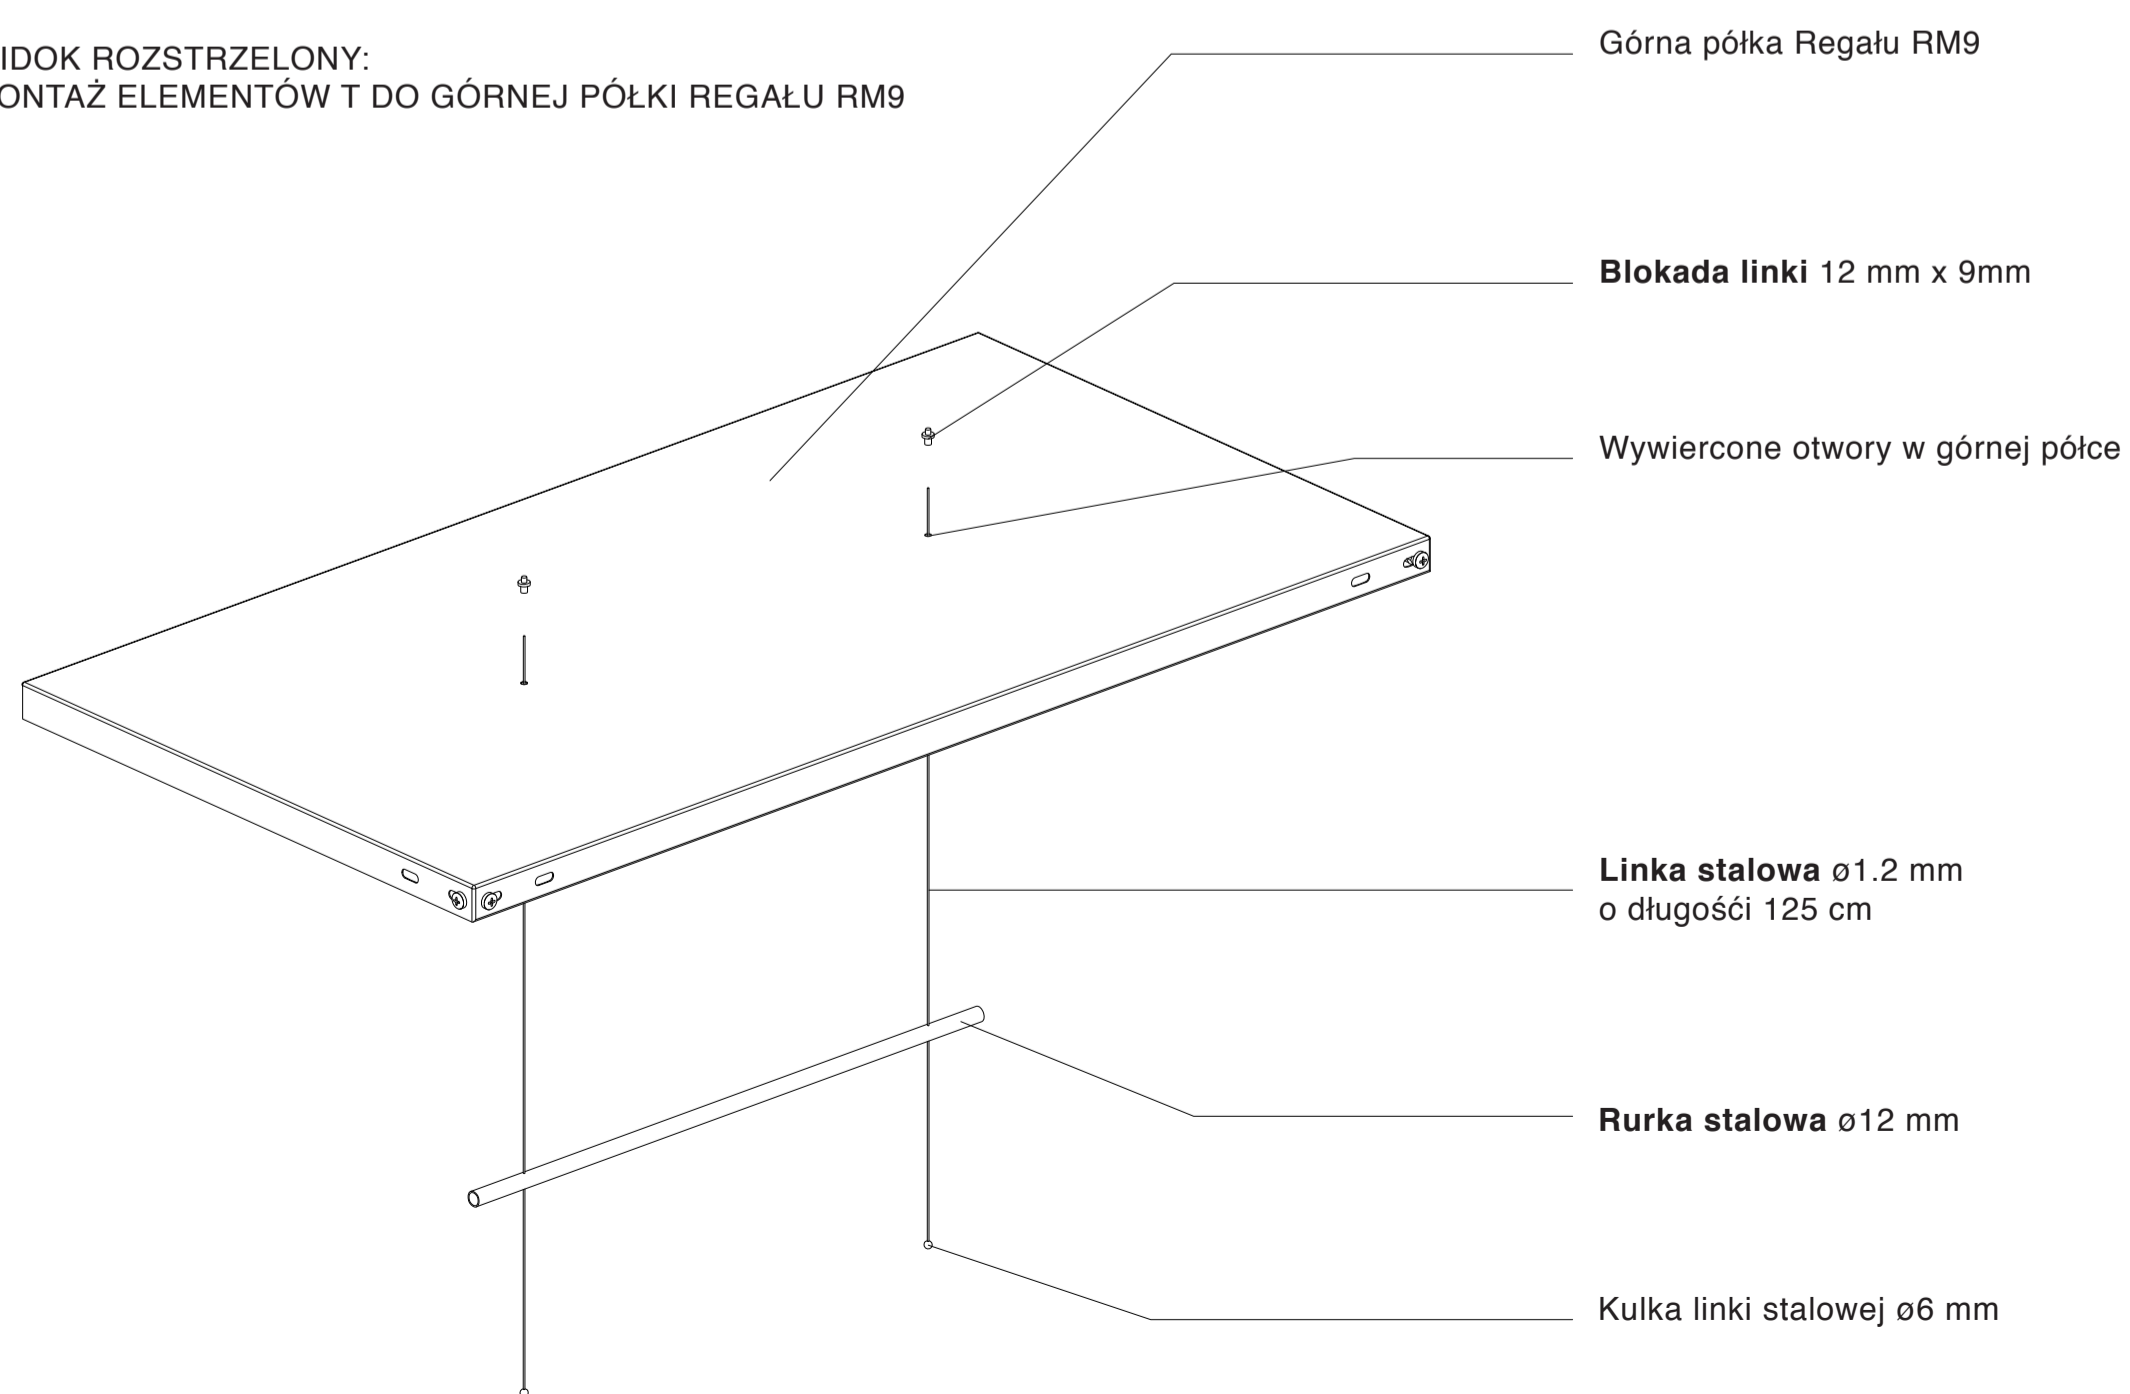 IDOK ROZSTRZELONY:
ONTAŻ ELEMENTÓW T DO GÓRNEJ PÓŁKI REGAŁU RM9
Górna półka Regału RM9
Blokada linki 12 mm x 9mm
Wywiercone otwory w górnej półce
Linka stalowa ø1.2 mm
o długośći 125 cm
Rurka stalowa ø12 mm
Kulka linki stalowej ø6 mm